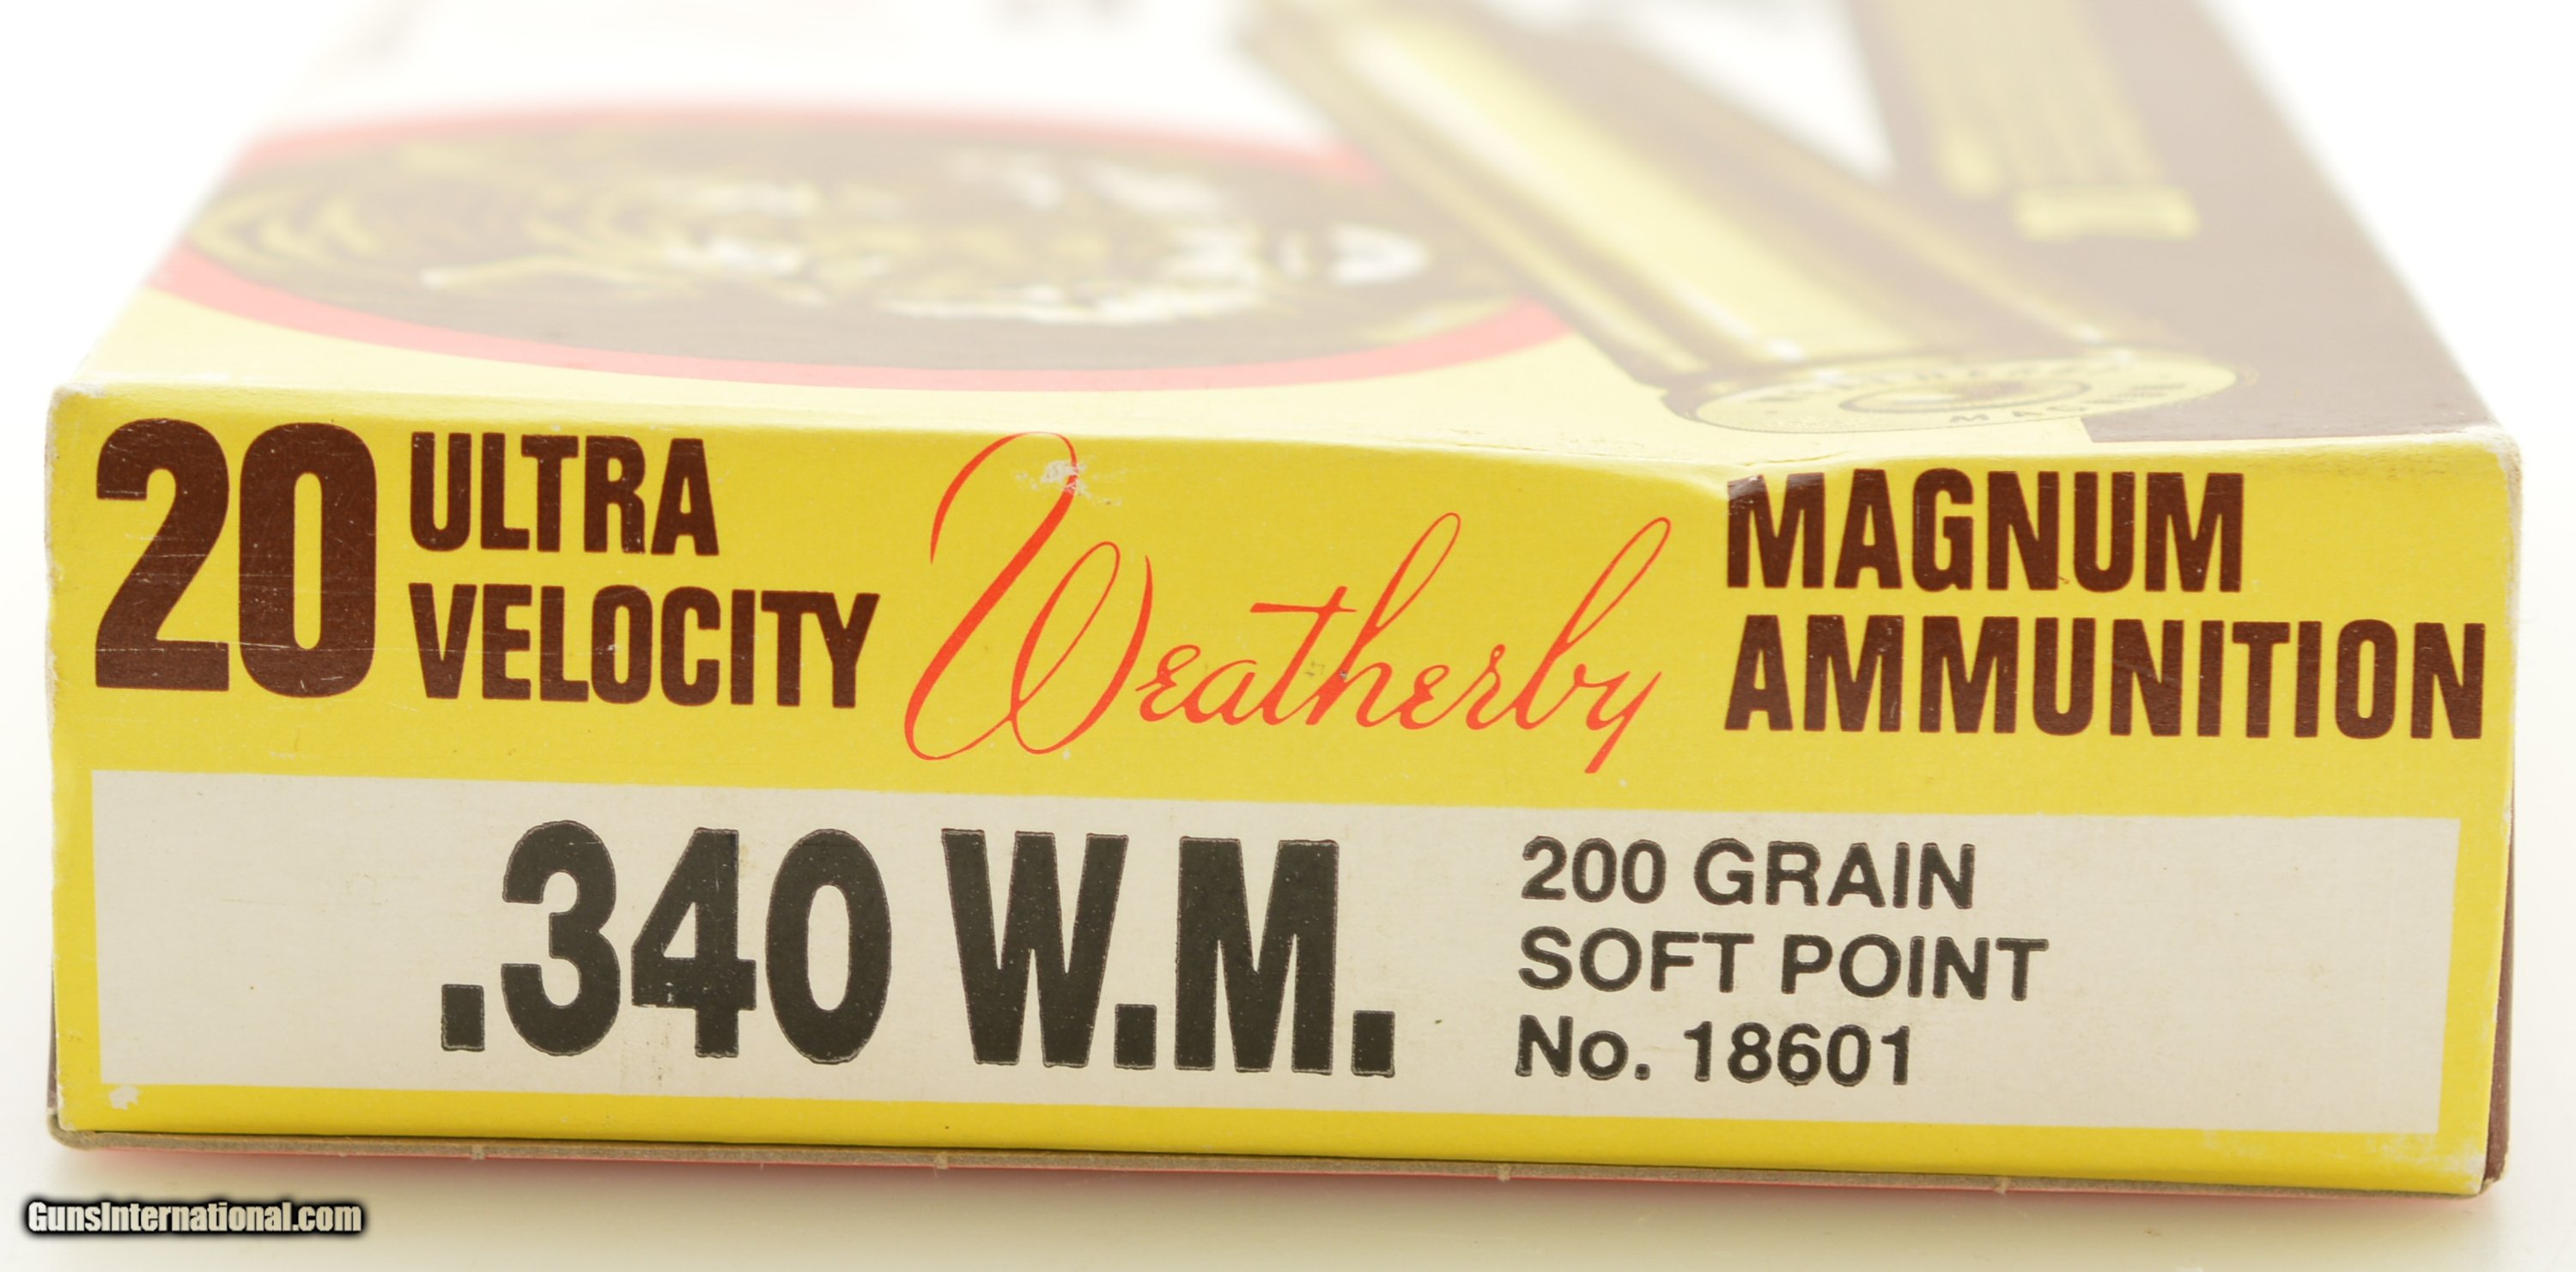 20 ULTRA
VELOCITY
Weatherby
MAGNUM
AMMUNITION
.340 W.M.
200 GRAIN
SOFT POINT
No. 18601
GunsInternational.com